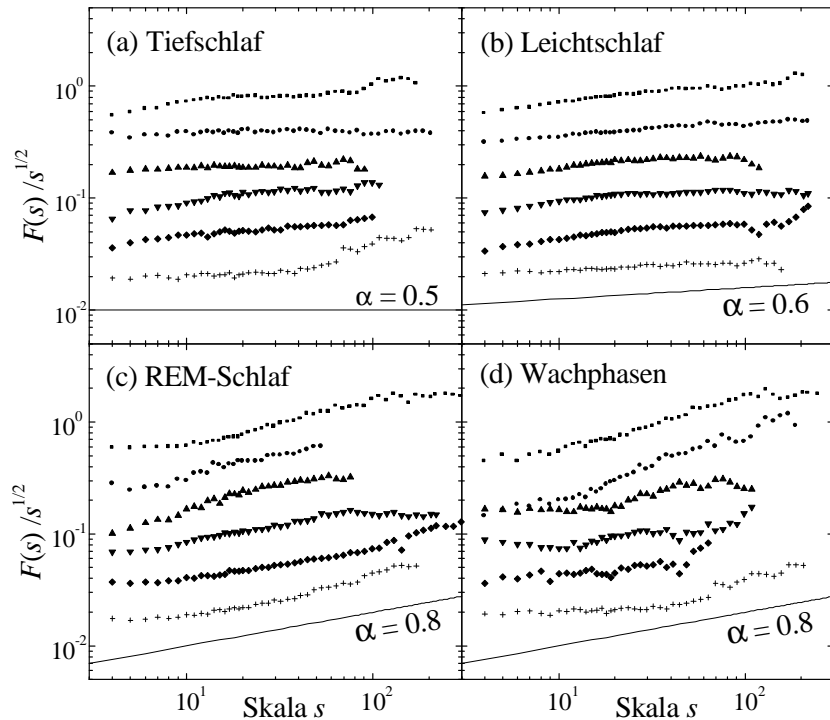 (a) Tiefschlaf
(b) Leichtschlaf
10^0
10^-1
10^-2
F(s) /s^1/2
α = 0.5
α = 0.6
(c) REM-Schlaf
(d) Wachphasen
10^0
10^-1
10^-2
F(s) /s^1/2
α = 0.8
α = 0.8
10^1
10^2
10^1
10^2
Skala s
Skala s